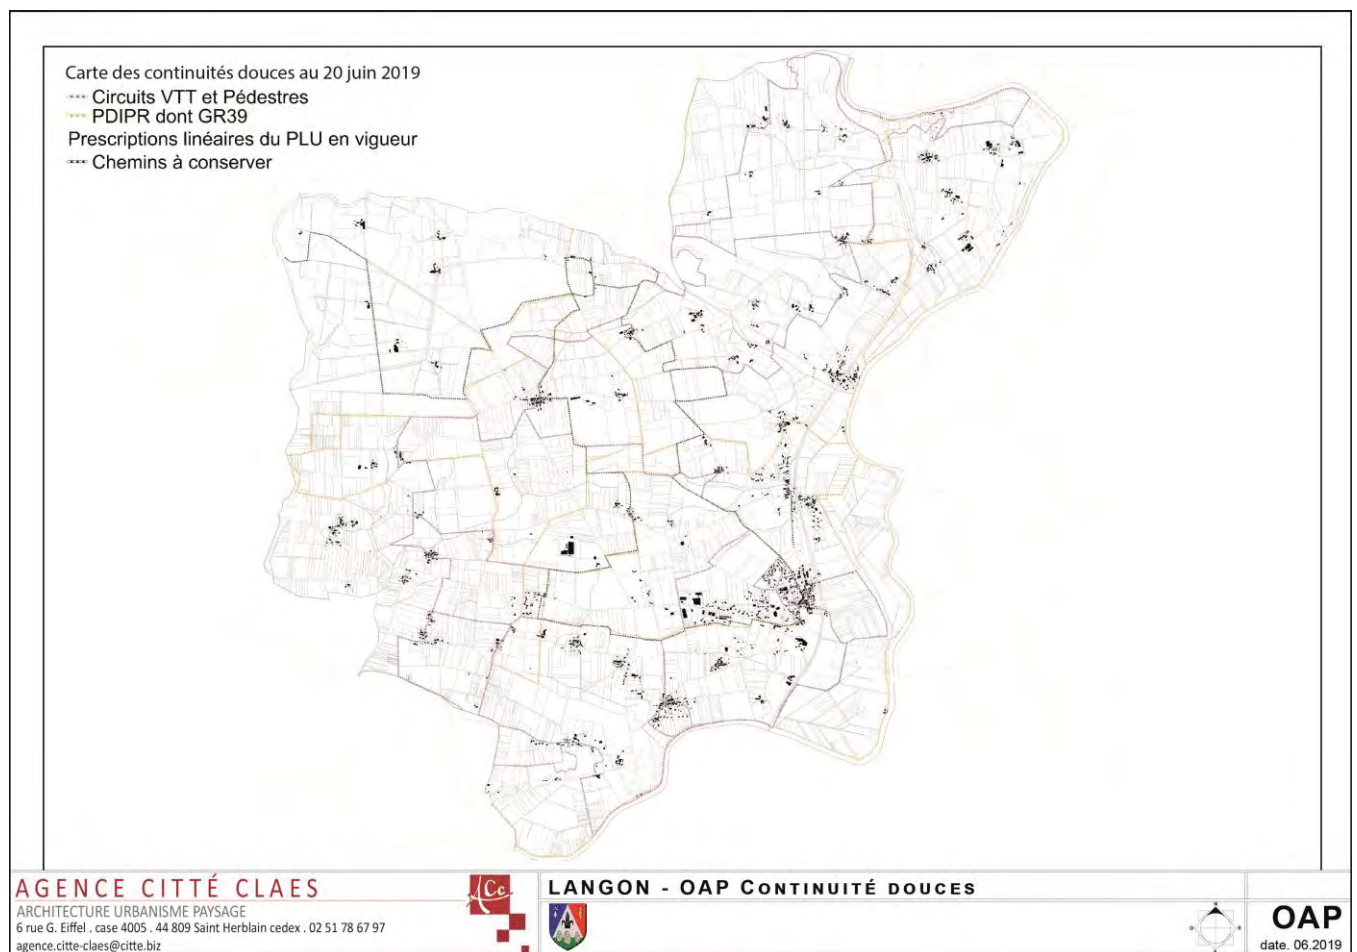 Carte des continuités douces au 20 juin 2019
Circuits VTT et Pédestres
PDIPR dont GR39
Prescriptions linéaires du PLU en vigueur
Chemins à conserver
AGENCE CITTÉ CLAES
ARCHITECTURE URBANISME PAYSAGE
6 rue G. Eiffel . case 4005 . 44 809 Saint Herblain cedex . 02 51 78 67 97
agence.citte-claes@citte.biz
ACc
LANGON - OAP CONTINUITÉ DOUCES
OAP
date. 06.2019